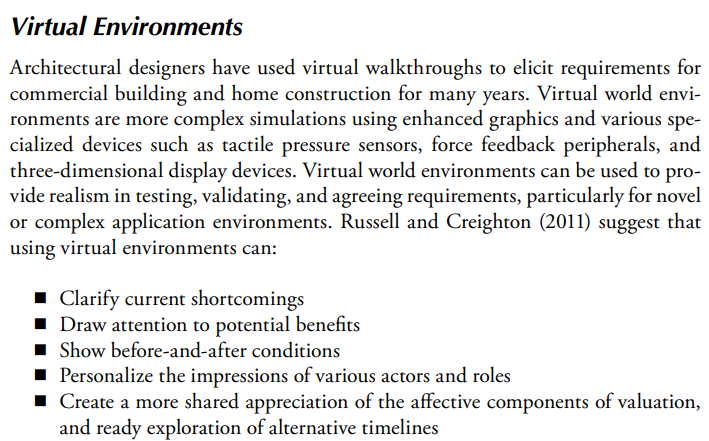 Virtual Environments
Architectural designers have used virtual walkthroughs to elicit requirements for
commercial building and home construction for many years. Virtual world envi-
ronments are more complex simulations using enhanced graphics and various spe-
cialized devices such as tactile pressure sensors, force feedback peripherals, and
three-dimensional display devices. Virtual world environments can be used to pro-
vide realism in testing, validating, and agreeing requirements, particularly for novel
or complex application environments. Russell and Creighton (2011) suggest that
using virtual environments can:
■ Clarify current shortcomings
■ Draw attention to potential benefits
■ Show before-and-after conditions
■ Personalize the impressions of various actors and roles
■ Create a more shared appreciation of the affective components of valuation,
and ready exploration of alternative timelines